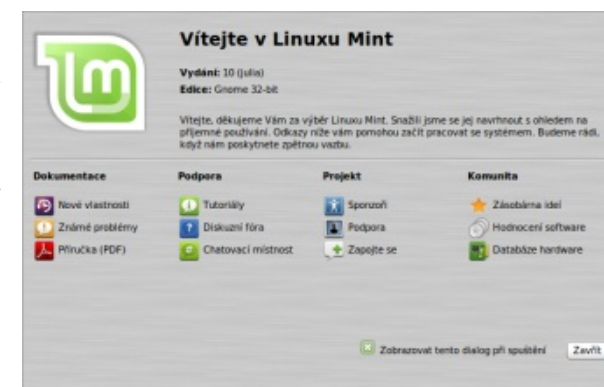 Vítejte v Linuxu Mint
Vydání: 10 (Julia)
Edice: Gnome 32-bit
Vítejte, děkujeme Vám za výběr Linuxu Mint. Snažili jsme se jej navrhnout s ohledem na
příjemné používání. Odkazy níže vám pomohou začít pracovat se systémem. Budeme rádi,
když nám poskytnete zpětnou vazbu.
Dokumentace
Nové vlastnosti
Známé problémy
Příručka (PDF)
Podpora
Tutoriály
Diskuzní fóra
Chatovací místnost
Projekt
Sponzoři
Podpora
Zapojte se
Komunita
Zásobárna ideí
Hodnocení software
Databáze hardware
Zobrazovat tento dialog při spuštění
Zavřít